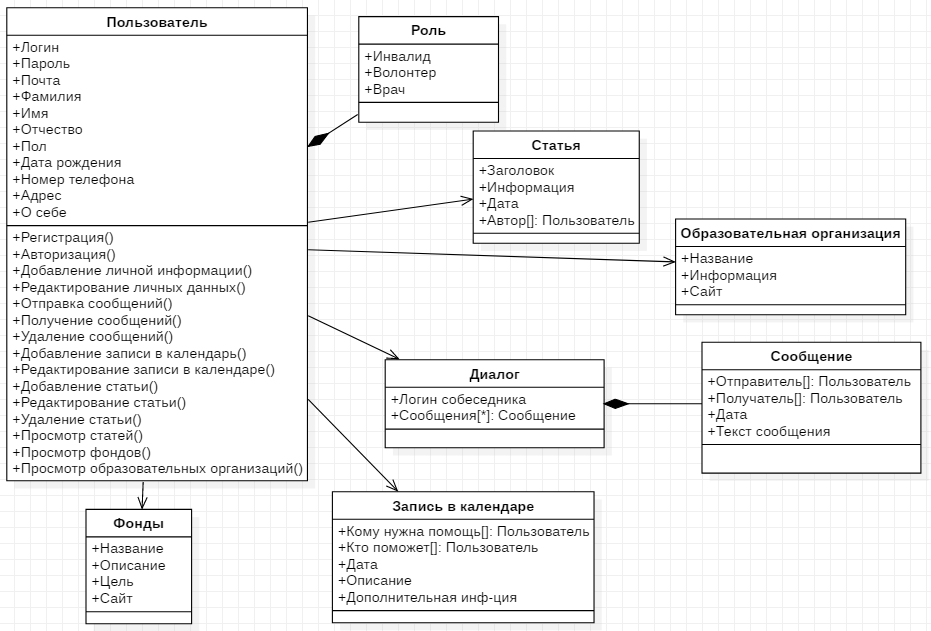 Пользователь
+Логин
+Пароль
+Почта
+Фамилия
+Имя
+Отчество
+Пол
+Дата рождения
+Номер телефона
+Адрес
+О себе
+Регистрация()
+Авторизация()
+Добавление личной информации()
+Редактирование личных данных()
+Отправка сообщений()
+Получение сообщений()
+Удаление сообщений()
+Добавление записи в календарь()
+Редактирование записи в календаре()
+Добавление статьи()
+Редактирование статьи()
+Удаление статьи()
+Просмотр статей()
+Просмотр фондов()
+Просмотр образовательных организаций()
Роль
+Инвалид
+Волонтер
+Врач
Статья
+Заголовок
+Информация
+Дата
+Автор[]: Пользователь
Образовательная организация
+Название
+Информация
+Сайт
Диалог
+Логин собеседника
+Сообщения[*]: Сообщение
Сообщение
+Отправитель[]: Пользователь
+Получатель[]: Пользователь
+Дата
+Текст сообщения
Запись в календаре
+Кому нужна помощь[]: Пользователь
+Кто поможет[]: Пользователь
+Дата
+Описание
+Дополнительная инф-ция
Фонды
+Название
+Описание
+Цель
+Сайт